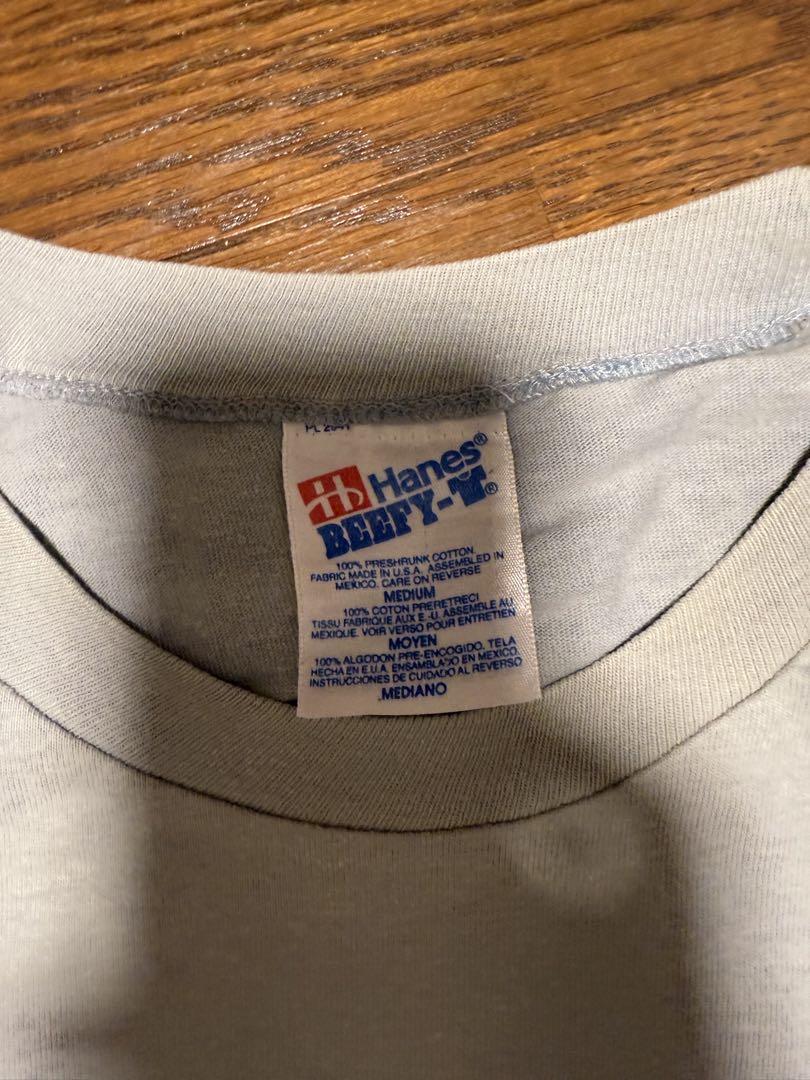 Hanes®
BEEFY-T®
100% PRESHRUNK COTTON
FABRIC MADE IN U.S.A. ASSEMBLED IN
MEXICO. CARE ON REVERSE
MEDIUM
100% COTON PRERETRECI
TISSU FABRIQUE AUX E.-U. ASSEMBLE AU
MEXIQUE. VOIR VERSO POUR ENTRETIEN
MOYEN
100% ALGODON PRE-ENCOGIDO. TELA
HECHA EN E.U.A. ENSAMBLADO EN MEXICO.
INSTRUCCIONES DE CUIDADO AL REVERSO
MEDIANO